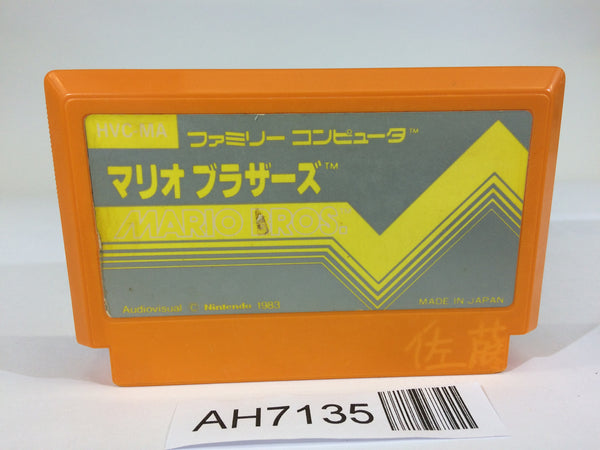 HVC-MA
ファミリー コンピュータ™
マリオ ブラザーズ™
MARIO BROS.
Audiovisual © Nintendo 1983
MADE IN JAPAN
佐藤
AH7135